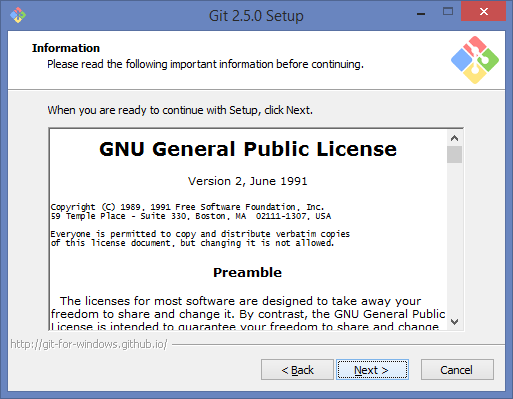 Git 2.5.0 Setup
Information
Please read the following important information before continuing.
When you are ready to continue with Setup, click Next.
GNU General Public License
Version 2, June 1991
Copyright (C) 1989, 1991 Free Software Foundation, Inc.
59 Temple Place - Suite 330, Boston, MA  02111-1307, USA
Everyone is permitted to copy and distribute verbatim copies
of this license document, but changing it is not allowed.
Preamble
The licenses for most software are designed to take away your
freedom to share and change it. By contrast, the GNU General Public
License is intended to guarantee your freedom to share and change
http://git-for-windows.github.io/
< Back
Next >
Cancel